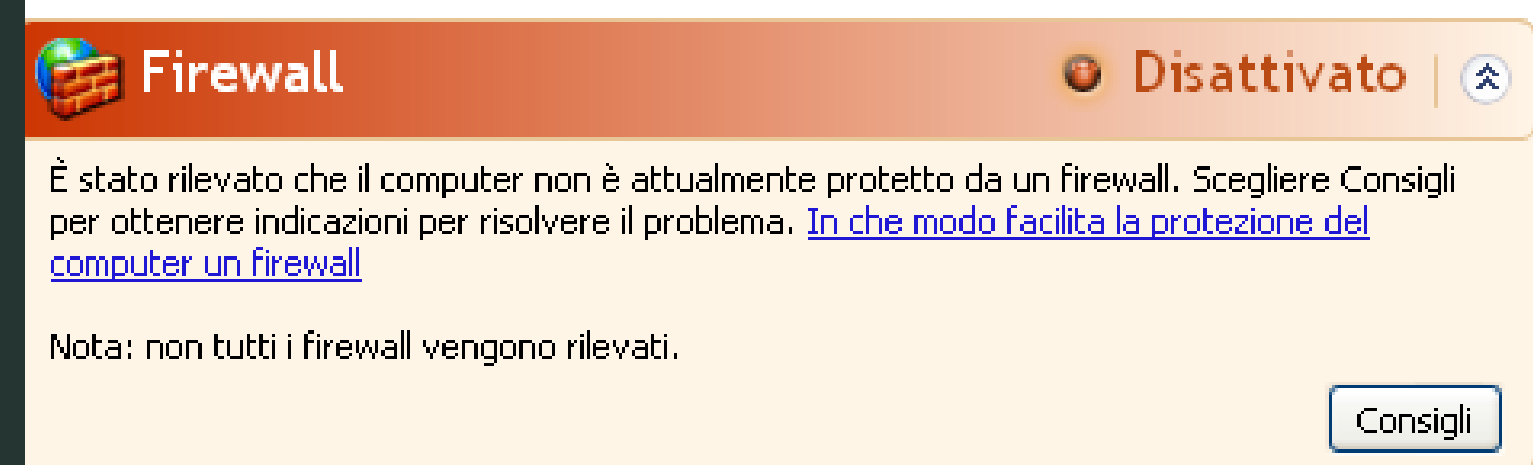 Firewall
Disattivato
È stato rilevato che il computer non è attualmente protetto da un firewall. Scegliere Consigli
per ottenere indicazioni per risolvere il problema. In che modo facilita la protezione del
computer un firewall
Nota: non tutti i firewall vengono rilevati.
Consigli